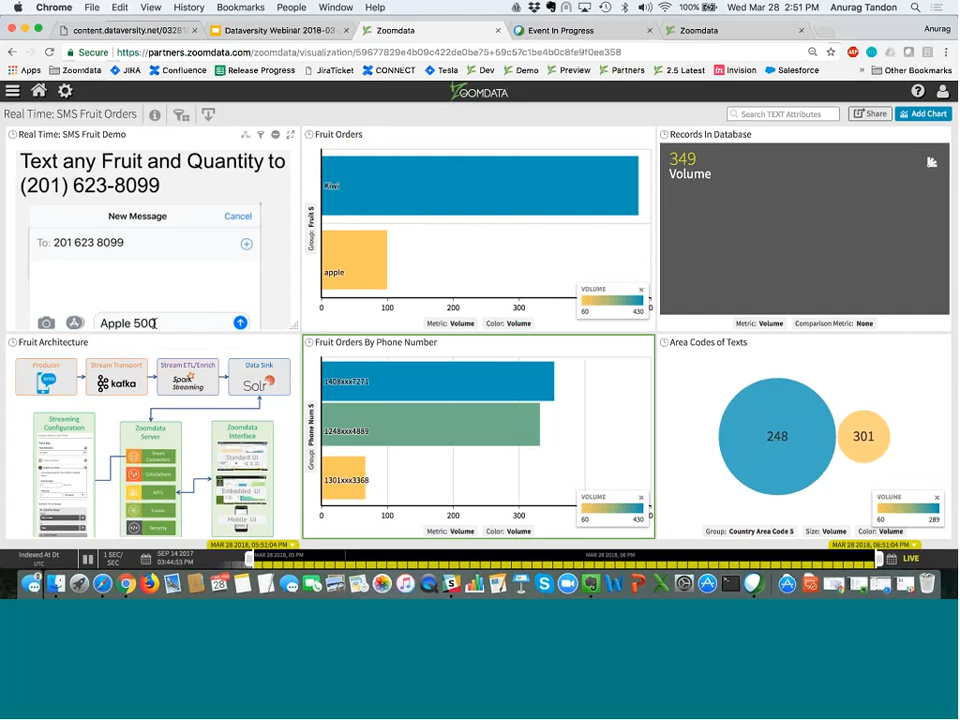 Chrome File Edit View History Bookmarks People Window Help 100% Wed Mar 28 2:51 PM Anurag Tandon
content.dataversity.net/03281 Dataversity Webinar 2018-03- Zoomdata Event In Progress Zoomdata Anurag
Secure https://partners.zoomdata.com/zoomdata/visualization/59677829e4b09c422de0be75+59c57c1be4b0c8fe9f0ee358
Apps Zoomdata JIRA Confluence Release Progress JiraTicket CONNECT Tesla Dev Demo Preview Partners 2.5 Latest Invision Salesforce Other Bookmarks
ZOOMDATA
Real Time: SMS Fruit Orders Search TEXT Attributes Share Add Chart
Real Time: SMS Fruit Demo
Text any Fruit and Quantity to
(201) 623-8099
New Message Cancel
To: 201 623 8099
Apple 500
Fruit Orders
Group: Fruit S
Kiwi
apple
VOLUME
60 430
0 100 200 300
Metric: Volume Color: Volume
Records In Database
349
Volume
Metric: Volume Comparison Metric: None
Fruit Architecture
Producer Stream Transport Stream ETL/Enrich Data Sink
kafka Spark Streaming Solr
Streaming Configuration
Zoomdata Server
Smart Connectors
Calculations
API's
Security
Zoomdata Interface
Standard UI
Embedded UI
Mobile UI
Fruit Orders By Phone Number
Group: Phone Num S
1408xxx7271
1248xxx4889
1301xxx3368
VOLUME
60 430
0 100 200 300
Metric: Volume Color: Volume
Area Codes of Texts
248 301
VOLUME
60 289
Group: Country Area Code S Size: Volume Color: Volume
MAR 28 2018, 05:51:04 PM MAR 28 2018, 06:51:04 PM
Indexed At Dt 1 SEC/ SEC SEP 14 2017 03:44:53 PM MAR 28 2018, 05 PM MAR 28 2018, 06 PM LIVE